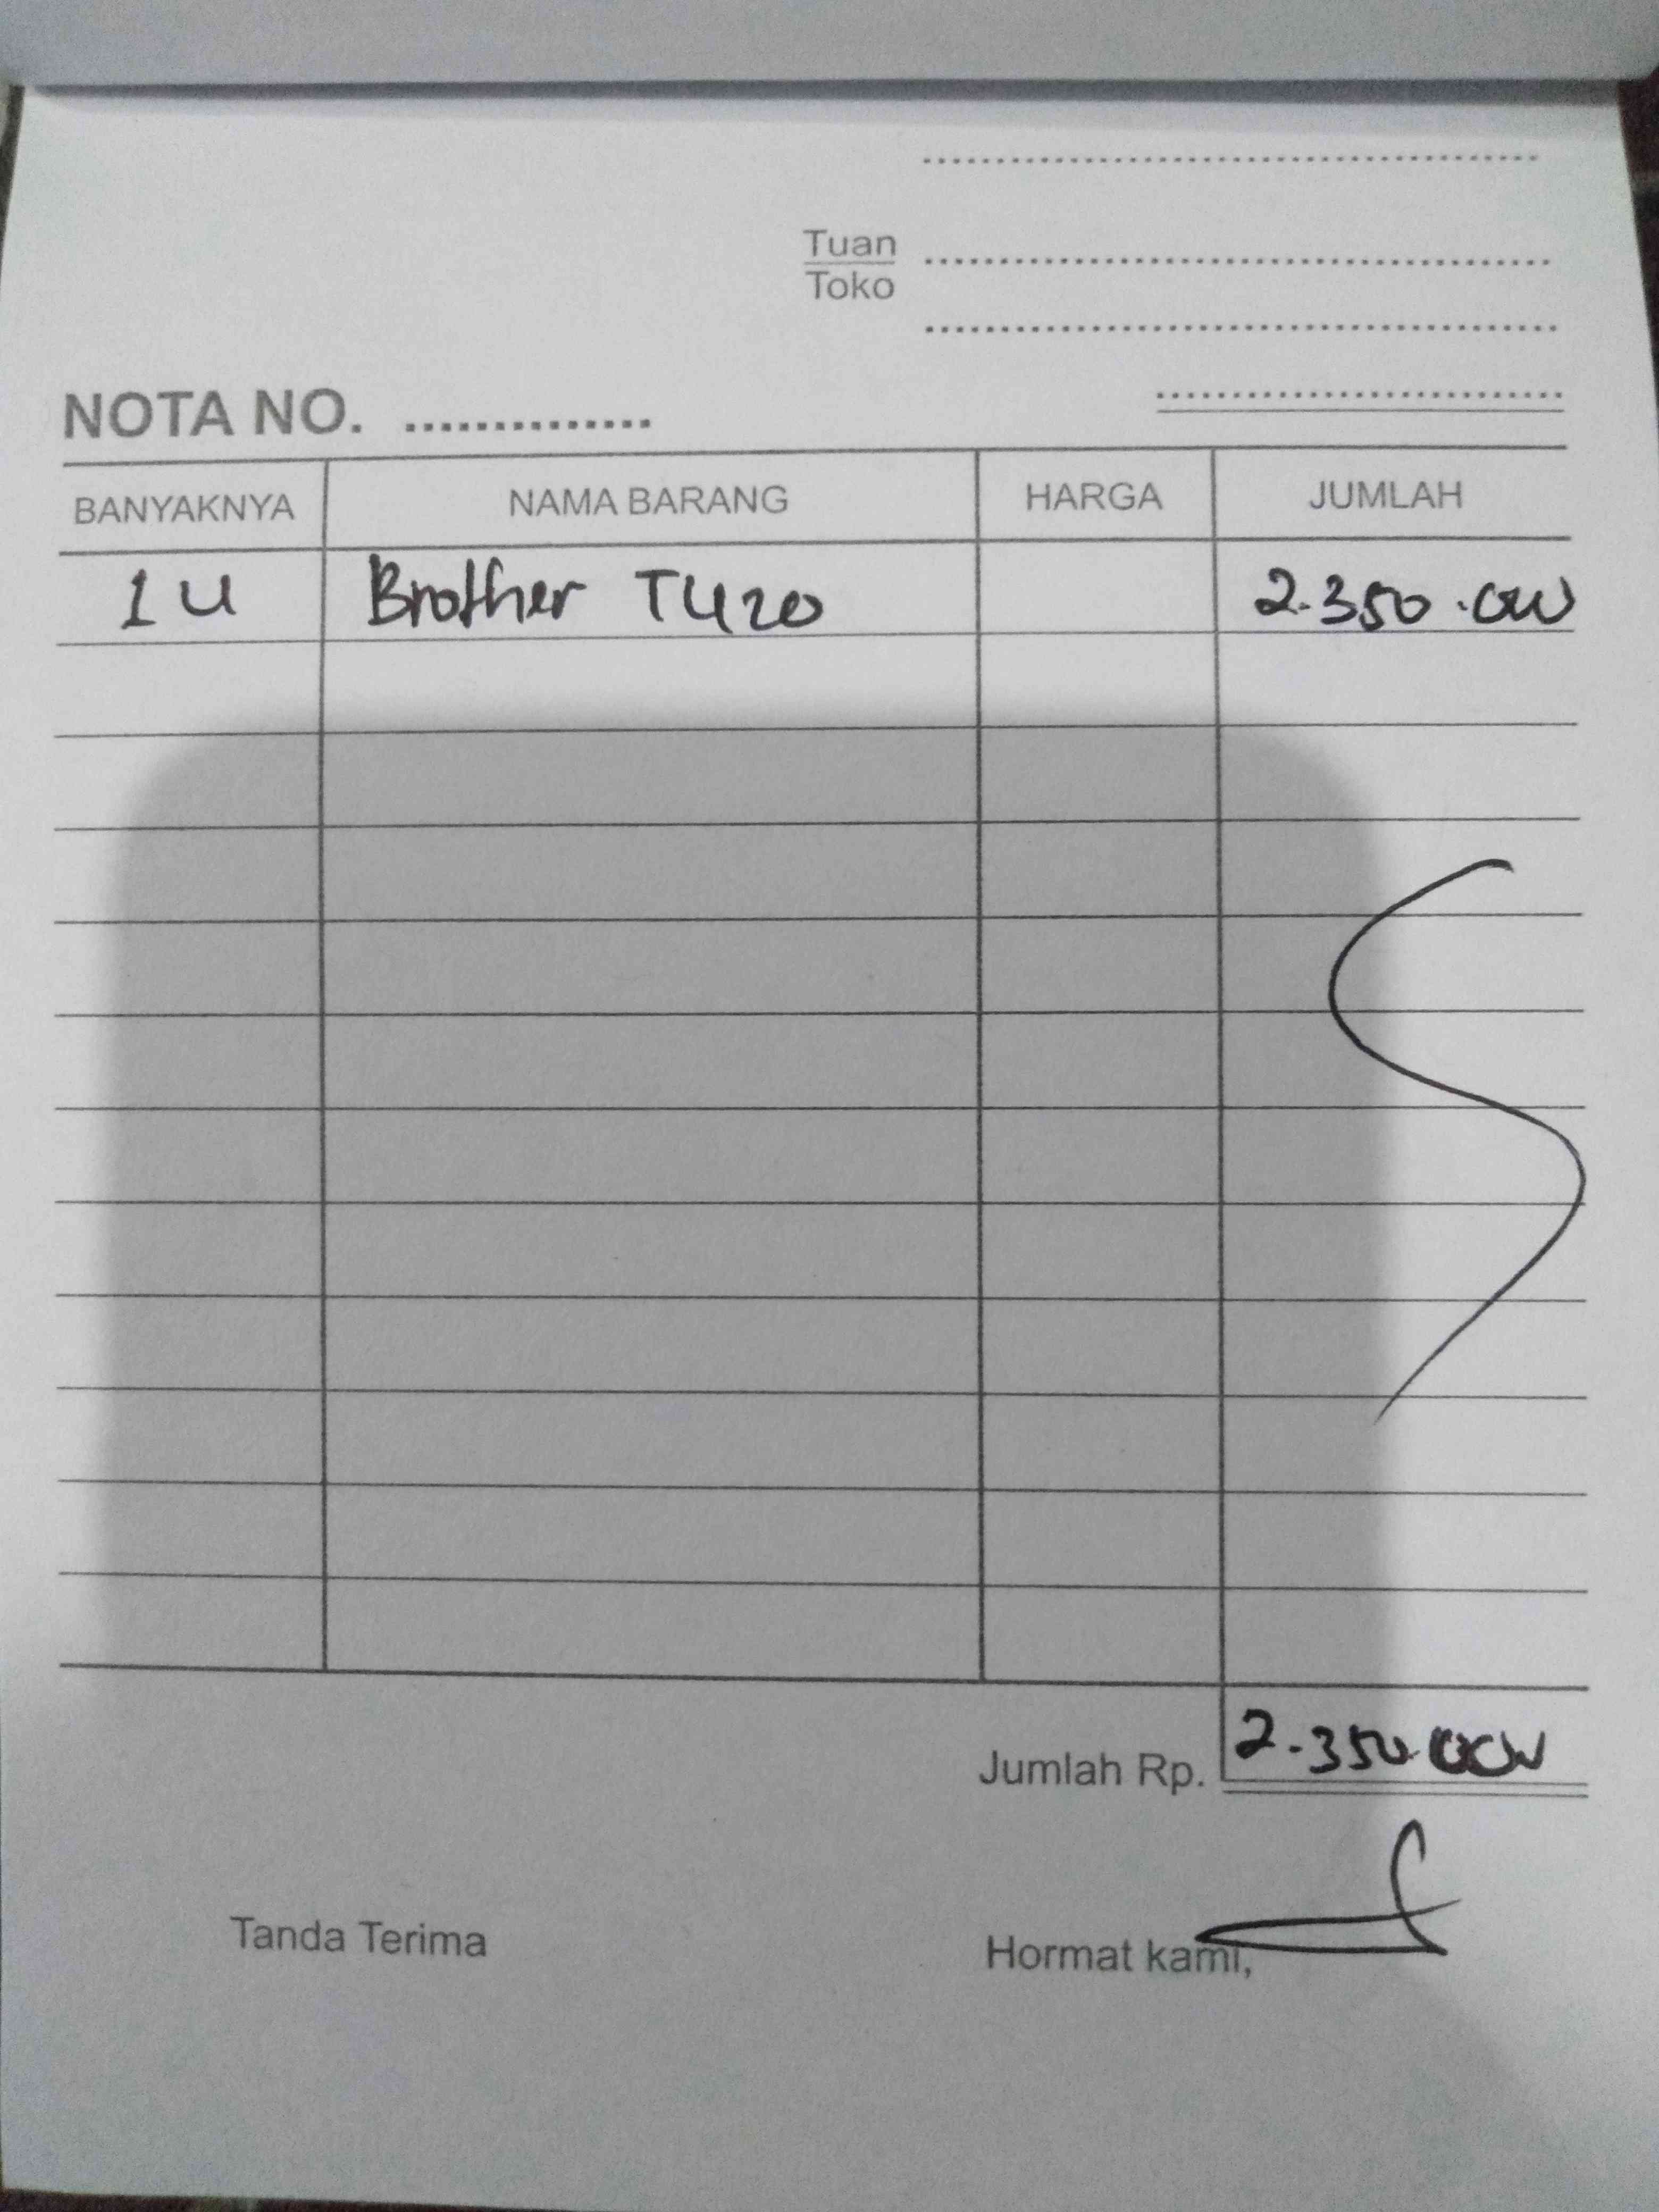 Tuan
Toko
NOTA NO. ..............
BANYAKNYA NAMA BARANG HARGA JUMLAH
1 U Brother T420 2.350.000
Jumlah Rp. 2.350.000
Tanda Terima Hormat kami,